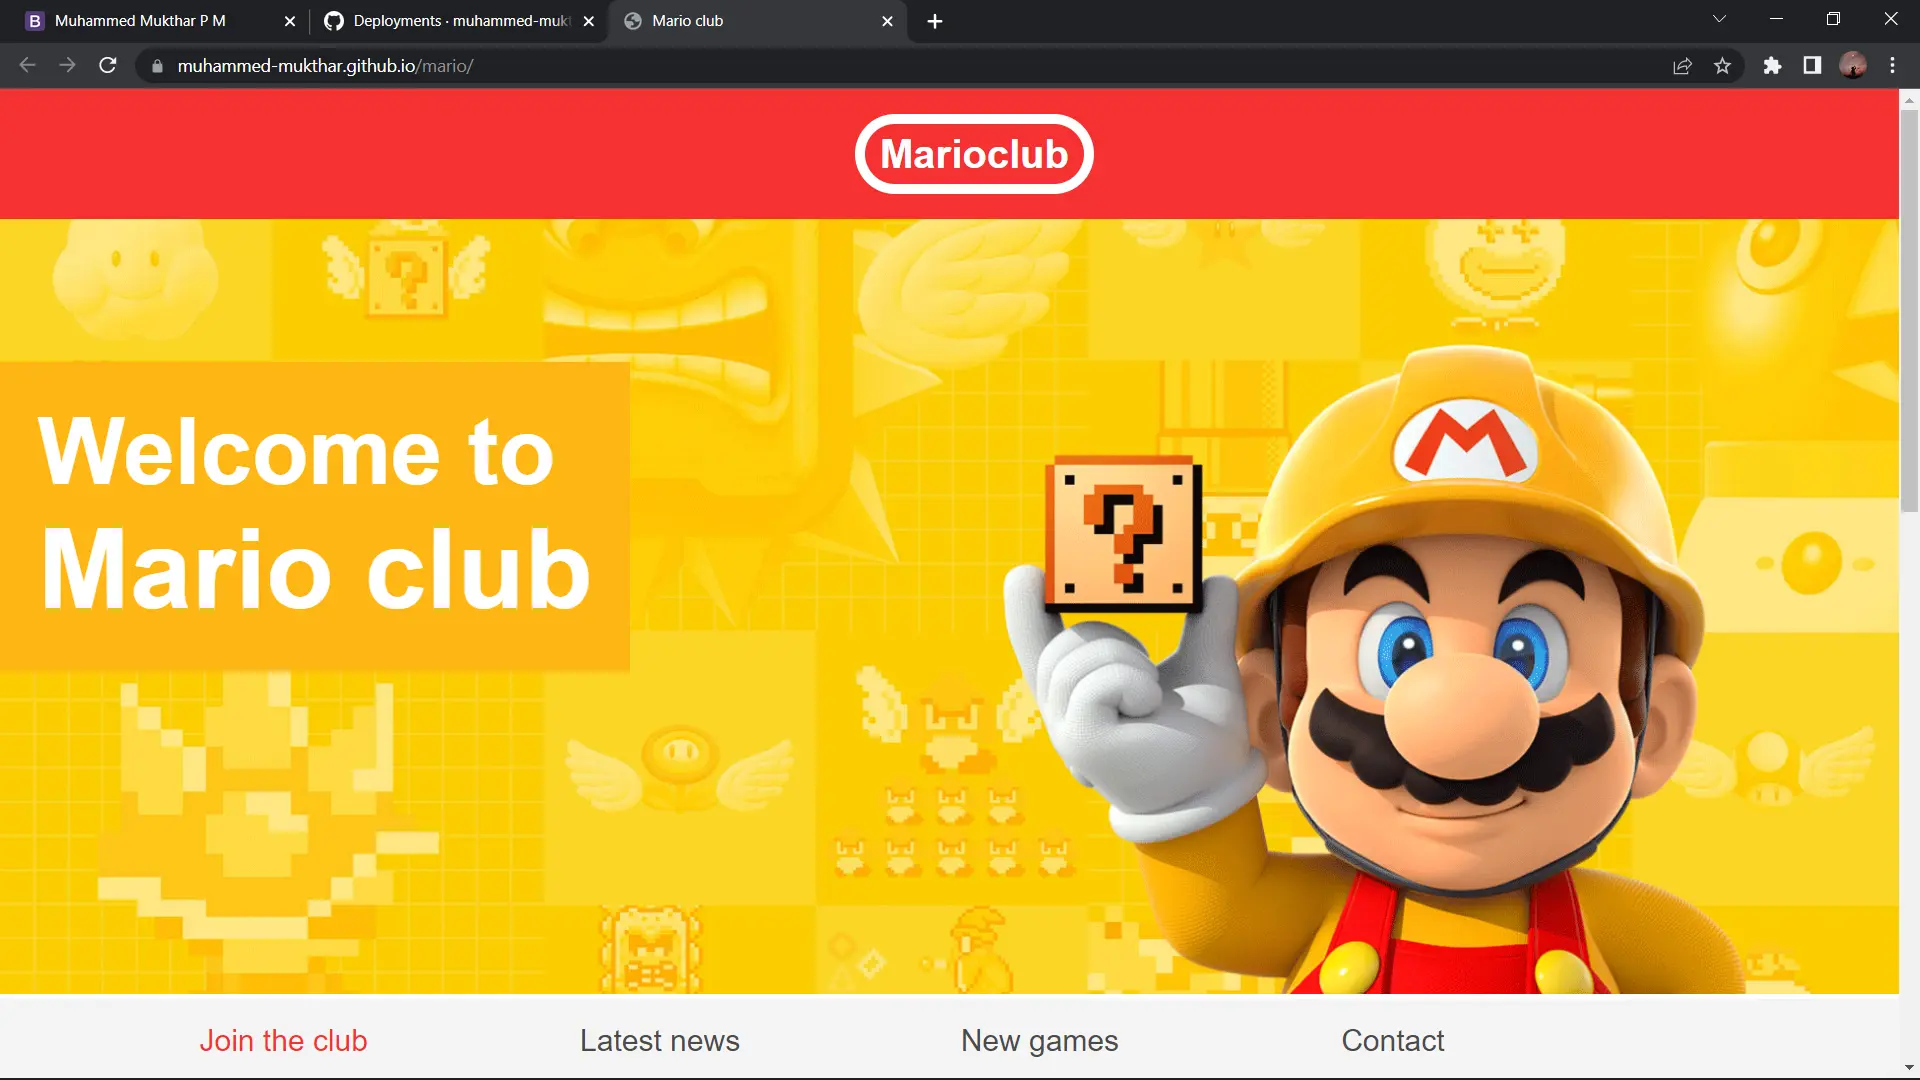 B Muhammed Mukthar P M
Deployments · muhammed-mukt
Mario club
muhammed-mukthar.github.io/mario/
Marioclub
Welcome to
Mario club
?
?
M
Join the club
Latest news
New games
Contact